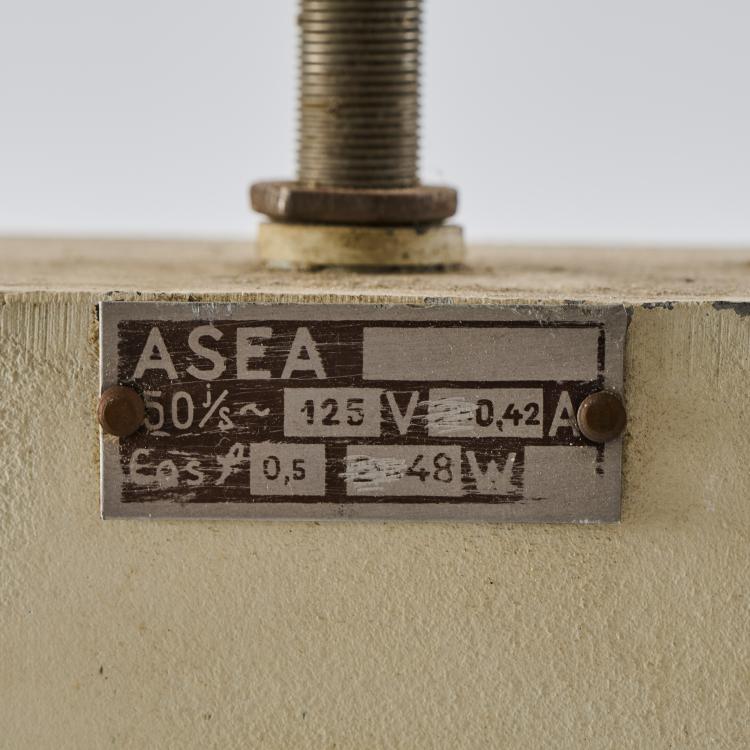 ASEA
50 j/s ~ 125 V 0,42 A
Cos φ 0,5 48 W